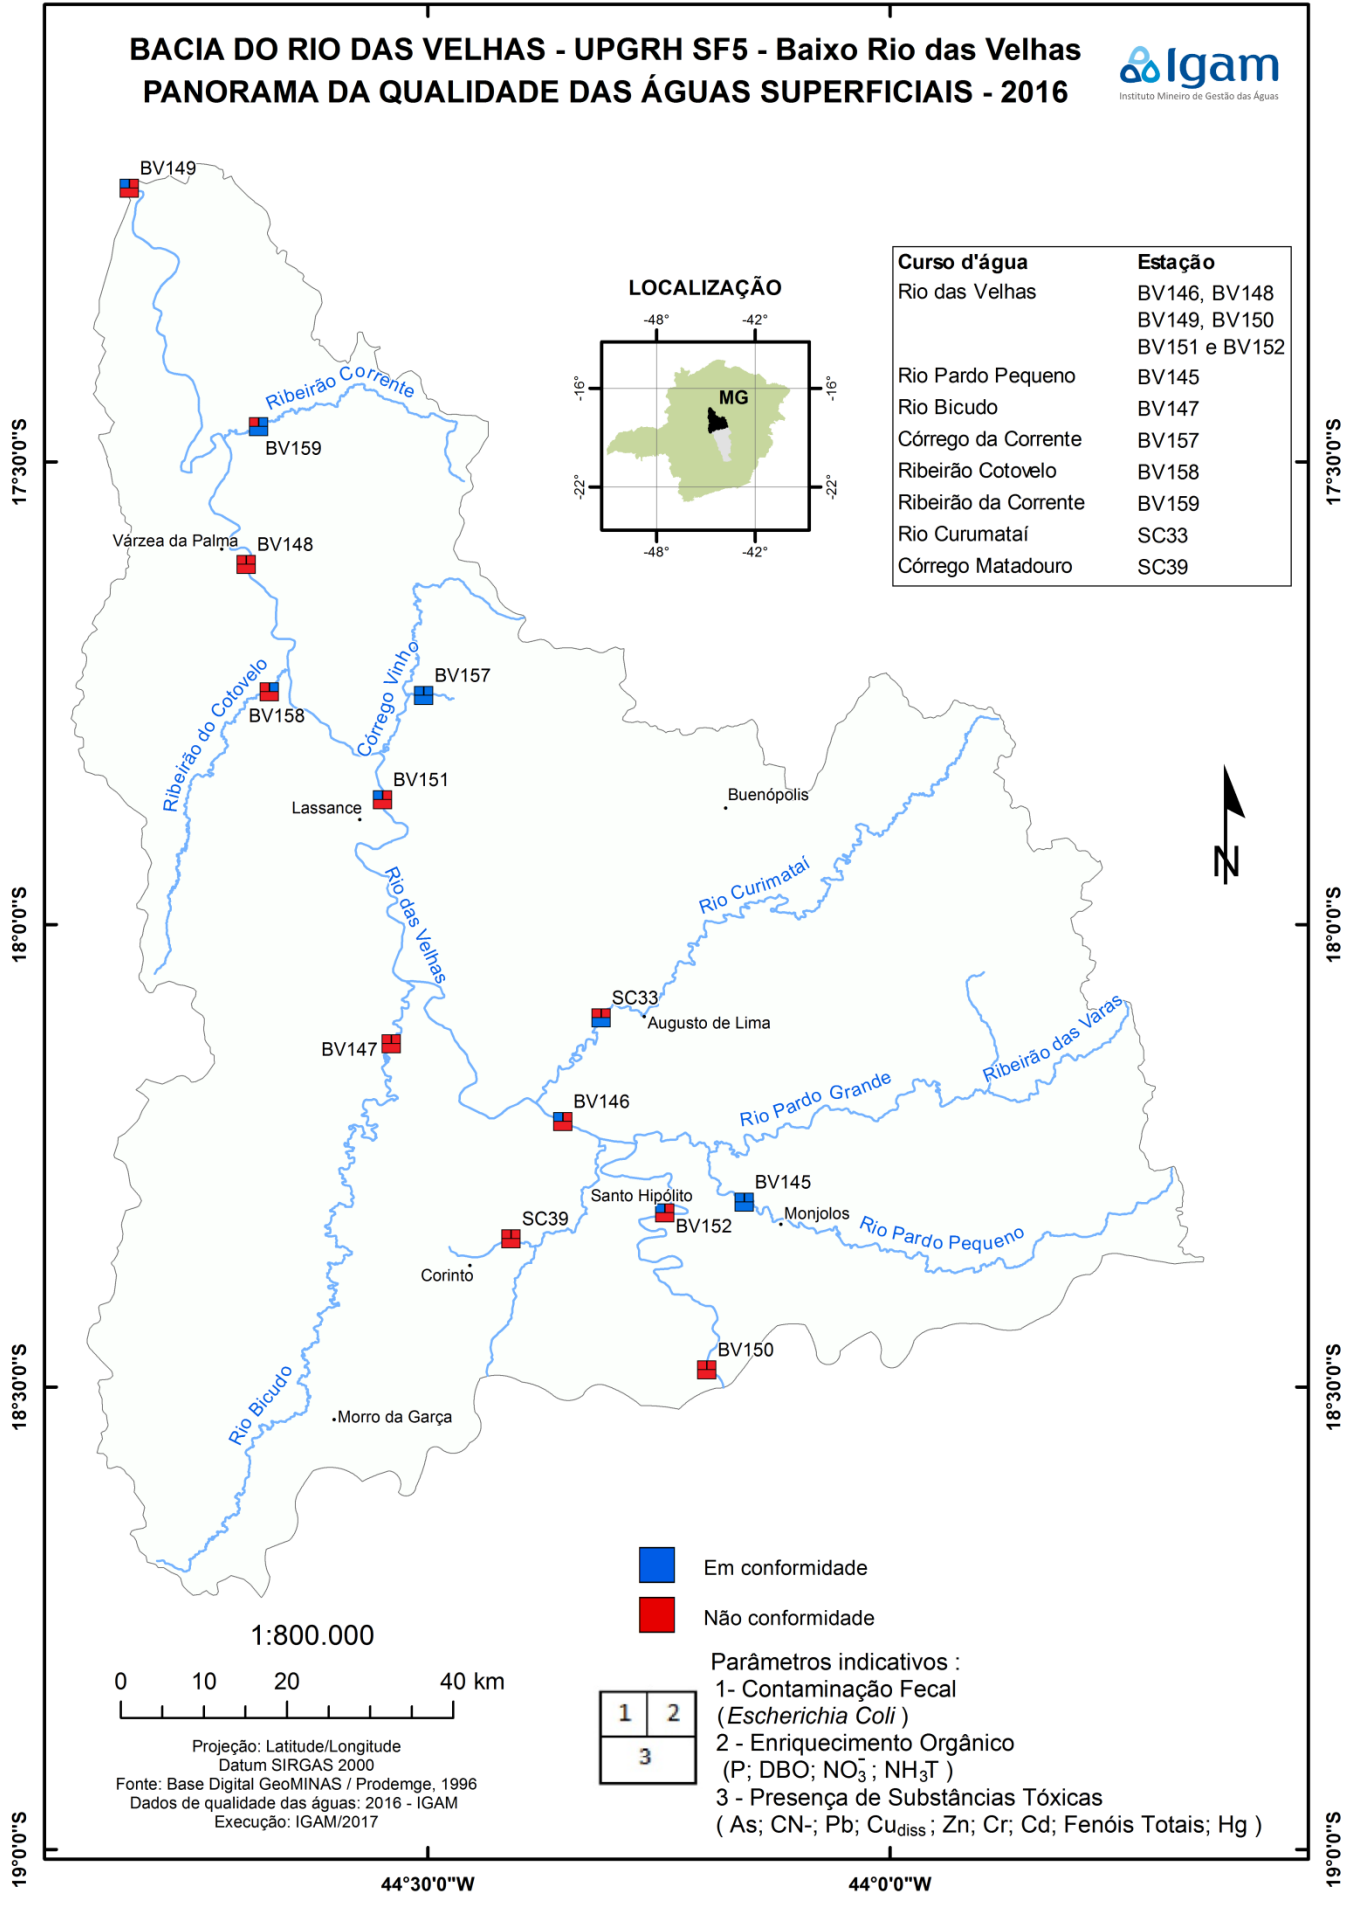 BACIA DO RIO DAS VELHAS - UPGRH SF5 - Baixo Rio das Velhas
PANORAMA DA QUALIDADE DAS ÁGUAS SUPERFICIAIS - 2016
Igam
Instituto Mineiro de Gestão das Águas
BV149
Curso d'água Estação
Rio das Velhas BV146, BV148
BV149, BV150
BV151 e BV152
Rio Pardo Pequeno BV145
Rio Bicudo BV147
Córrego da Corrente BV157
Ribeirão Cotovelo BV158
Ribeirão da Corrente BV159
Rio Curumataí SC33
Córrego Matadouro SC39
LOCALIZAÇÃO
-48° -42°
-16° -16°
MG
-22° -22°
-48° -42°
Ribeirão Corrente
BV159
17°30'0"S
17°30'0"S
Várzea da Palma
BV148
Córrego Vinho
BV157
Ribeirão do Cotovelo
BV158
BV151
Lassance
Buenópolis
N
Rio das Velhas
Rio Curimataí
18°0'0"S
18°0'0"S
SC33
Augusto de Lima
BV147
Ribeirão das Varas
Rio Pardo Grande
BV146
BV145
Santo Hipólito
Monjolos
BV152
SC39
Rio Pardo Pequeno
Corinto
BV150
18°30'0"S
18°30'0"S
Rio Bicudo
Morro da Garça
Em conformidade
Não conformidade
1:800.000
0 10 20 40 km
Projeção: Latitude/Longitude
Datum SIRGAS 2000
Fonte: Base Digital GeoMINAS / Prodemge, 1996
Dados de qualidade das águas: 2016 - IGAM
Execução: IGAM/2017
1 2
3
Parâmetros indicativos :
1- Contaminação Fecal
(Escherichia Coli )
2 - Enriquecimento Orgânico
(P; DBO; NO₃⁻; NH₃T )
3 - Presença de Substâncias Tóxicas
( As; CN-; Pb; Cudiss ; Zn; Cr; Cd; Fenóis Totais; Hg )
19°0'0"S
19°0'0"S
44°30'0"W 44°0'0"W